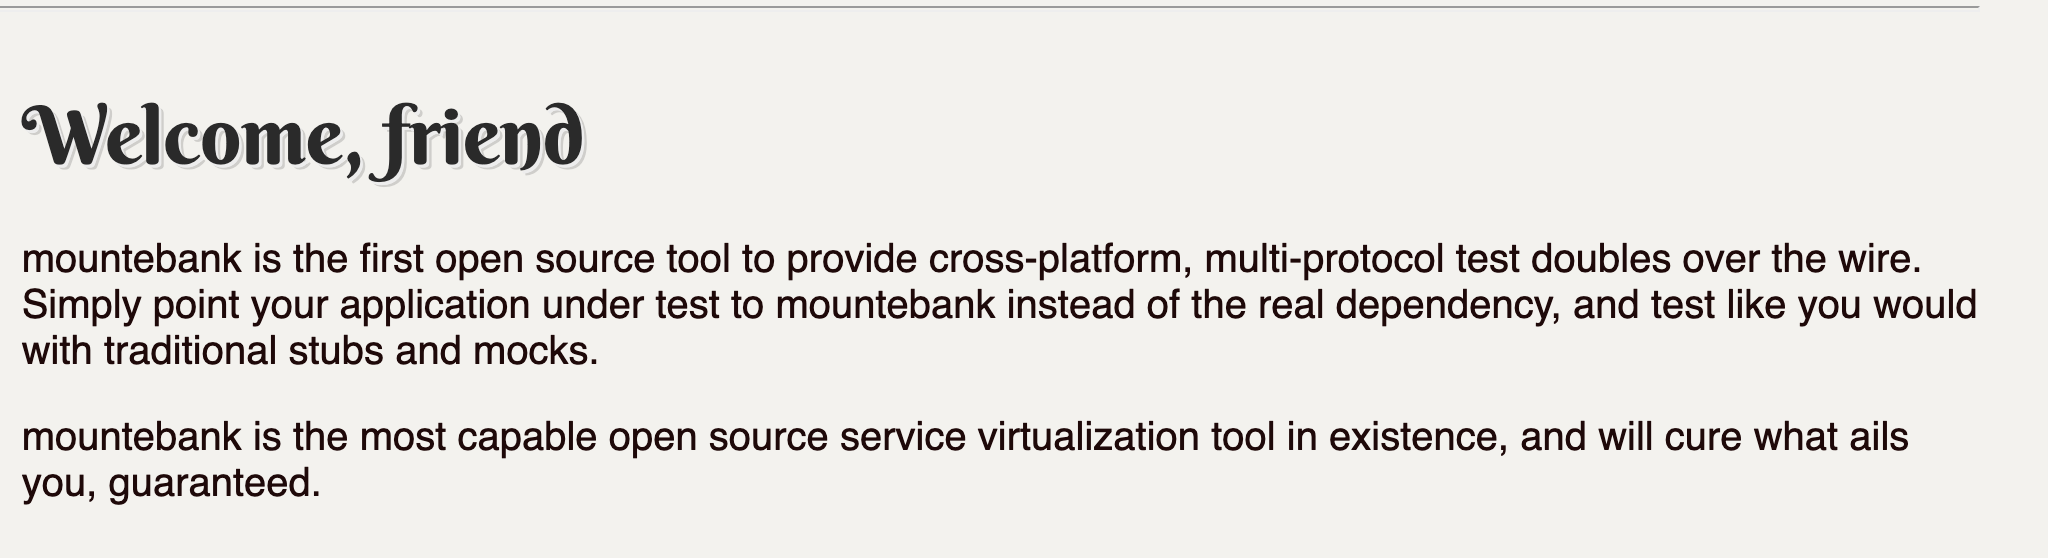 Welcome, friend
mountebank is the first open source tool to provide cross-platform, multi-protocol test doubles over the wire.
Simply point your application under test to mountebank instead of the real dependency, and test like you would
with traditional stubs and mocks.
mountebank is the most capable open source service virtualization tool in existence, and will cure what ails
you, guaranteed.